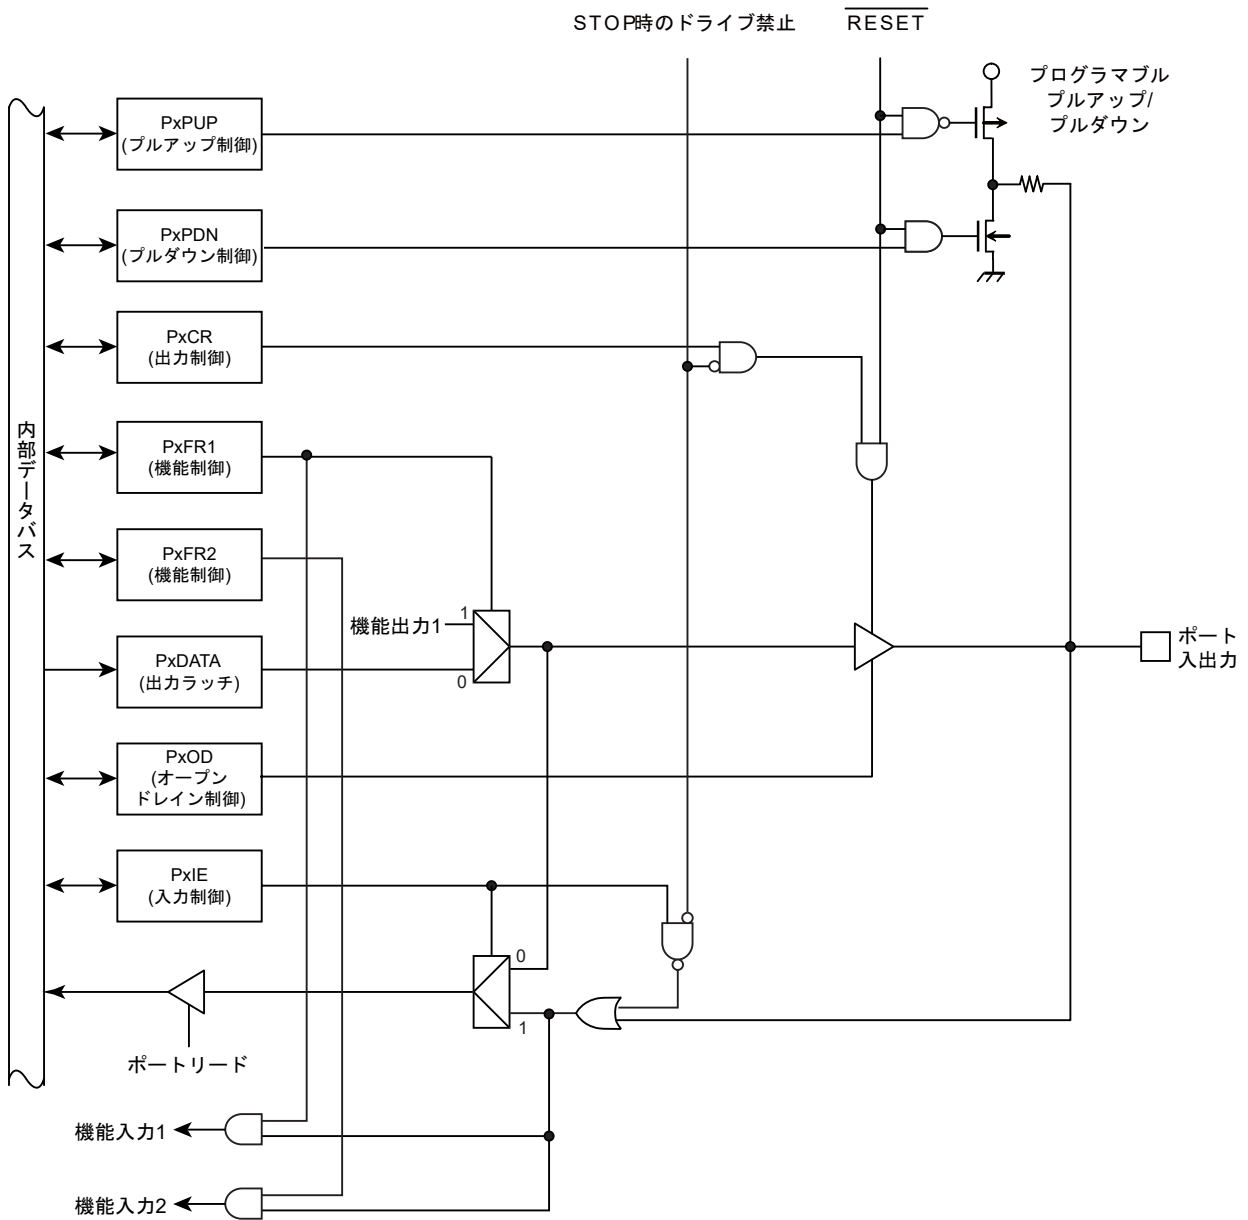 STOP時のドライブ禁止
RESET
プログラマブル
プルアップ/
プルダウン
PxPUP
(プルアップ制御)
PxPDN
(プルダウン制御)
PxCR
(出力制御)
内部データバス
PxFR1
(機能制御)
PxFR2
(機能制御)
機能出力1
1
0
PxDATA
(出力ラッチ)
ポート
入出力
PxOD
(オープン
ドレイン制御)
PxIE
(入力制御)
0
1
ポートリード
機能入力1
機能入力2